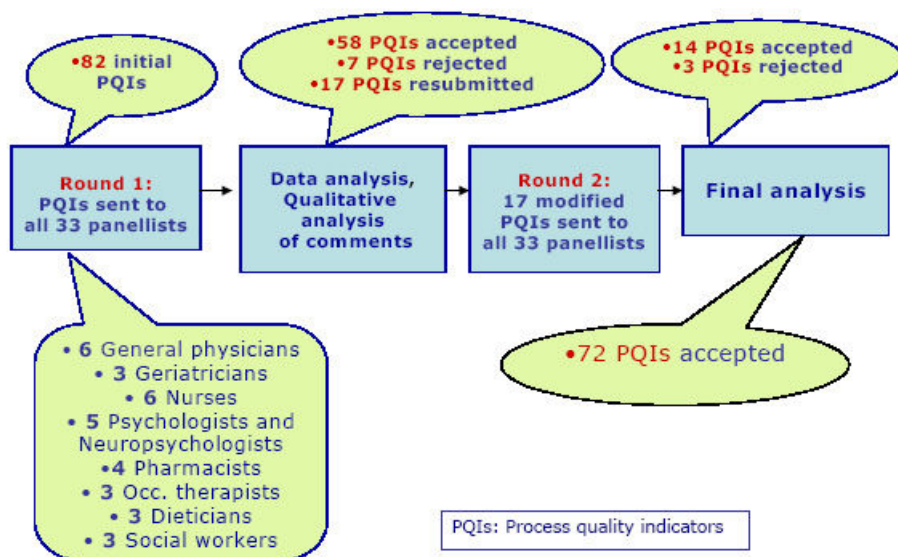 •82 initial
PQIs
•58 PQIs accepted
•7 PQIs rejected
•17 PQIs resubmitted
•14 PQIs accepted
•3 PQIs rejected
Round 1:
PQIs sent to
all 33 panellists
Data analysis,
Qualitative
analysis
of comments
Round 2:
17 modified
PQIs sent to
all 33 panellists
Final analysis
• 6 General physicians
• 3 Geriatricians
• 6 Nurses
• 5 Psychologists and
Neuropsychologists
•4 Pharmacists
• 3 Occ. therapists
• 3 Dieticians
• 3 Social workers
•72 PQIs accepted
PQIs: Process quality indicators